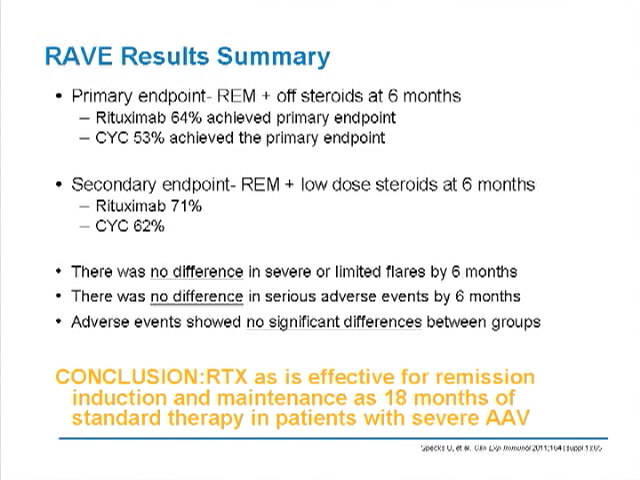 RAVE Results Summary
• Primary endpoint- REM + off steroids at 6 months
– Rituximab 64% achieved primary endpoint
– CYC 53% achieved the primary endpoint
• Secondary endpoint- REM + low dose steroids at 6 months
– Rituximab 71%
– CYC 62%
• There was no difference in severe or limited flares by 6 months
• There was no difference in serious adverse events by 6 months
• Adverse events showed no significant differences between groups
CONCLUSION:RTX as is effective for remission
induction and maintenance as 18 months of
standard therapy in patients with severe AAV
Specks U, et al. Clin Exp Immunol 2011;164 (suppl